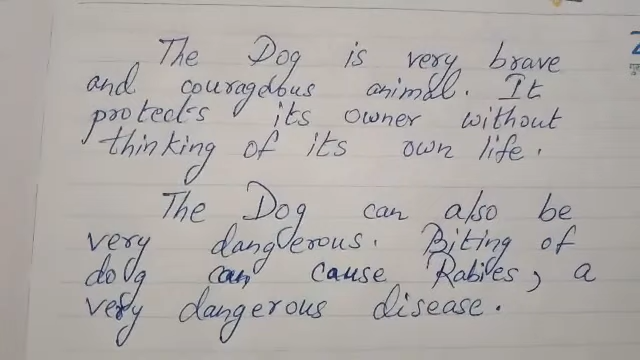 The Dog is very brave
and courageous animal. It
protects its owner without
thinking of its own life.
The Dog can also be
very dangerous. Biting of
dog can cause Rabies, a
very dangerous disease.